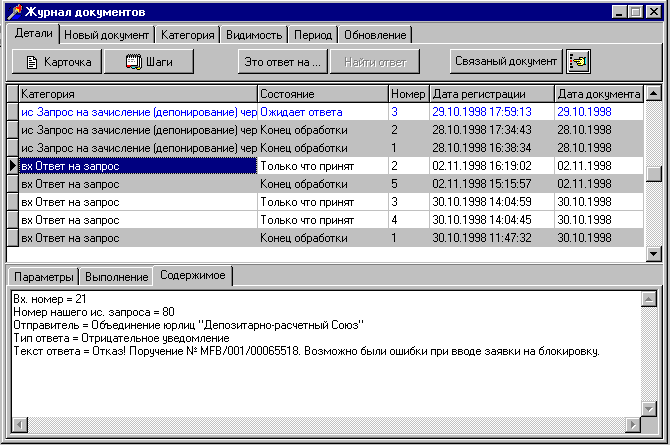 Журнал документов
Детали Новый документ Категория Видимость Период Обновление
Карточка Шаги Это ответ на ... Найти ответ Связаный документ
Категория Состояние Номер Дата регистрации Дата документа
ис Запрос на зачисление (депонирование) чер Ожидает ответа 3 29.10.1998 17:59:13 29.10.1998
ис Запрос на зачисление (депонирование) чер Конец обработки 2 28.10.1998 17:34:43 28.10.1998
ис Запрос на зачисление (депонирование) чер Конец обработки 1 28.10.1998 16:38:34 28.10.1998
вх Ответ на запрос Только что принят 2 02.11.1998 16:19:02 02.11.1998
вх Ответ на запрос Конец обработки 5 02.11.1998 15:15:57 02.11.1998
вх Ответ на запрос Только что принят 3 30.10.1998 14:04:59 30.10.1998
вх Ответ на запрос Только что принят 4 30.10.1998 14:04:45 30.10.1998
вх Ответ на запрос Конец обработки 1 30.10.1998 11:47:32 30.10.1998
Параметры Выполнение Содержимое
Вх. номер = 21
Номер нашего ис. запроса = 80
Отправитель = Объединение юрлиц "Депозитарно-расчетный Союз"
Тип ответа = Отрицательное уведомление
Текст ответа = Отказ! Поручение № MFB/001/00065518. Возможно были ошибки при вводе заявки на блокировку.